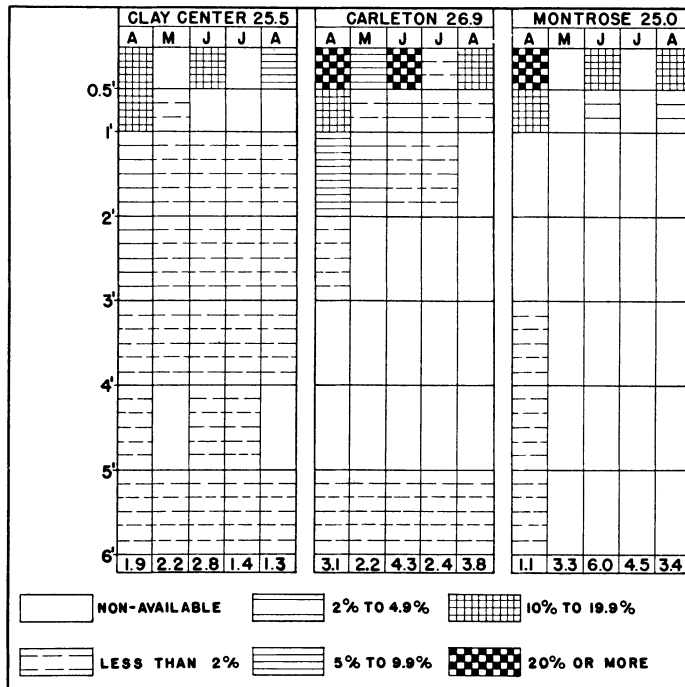 CLAY CENTER 25.5 CARLETON 26.9 MONTROSE 25.0
A M J J A A M J J A A M J J A
0.5'
1'
2'
3'
4'
5'
6'
1.9 2.2 2.8 1.4 1.3 3.1 2.2 4.3 2.4 3.8 1.1 3.3 6.0 4.5 3.4
NON-AVAILABLE 2% TO 4.9% 10% TO 19.9%
LESS THAN 2% 5% TO 9.9% 20% OR MORE